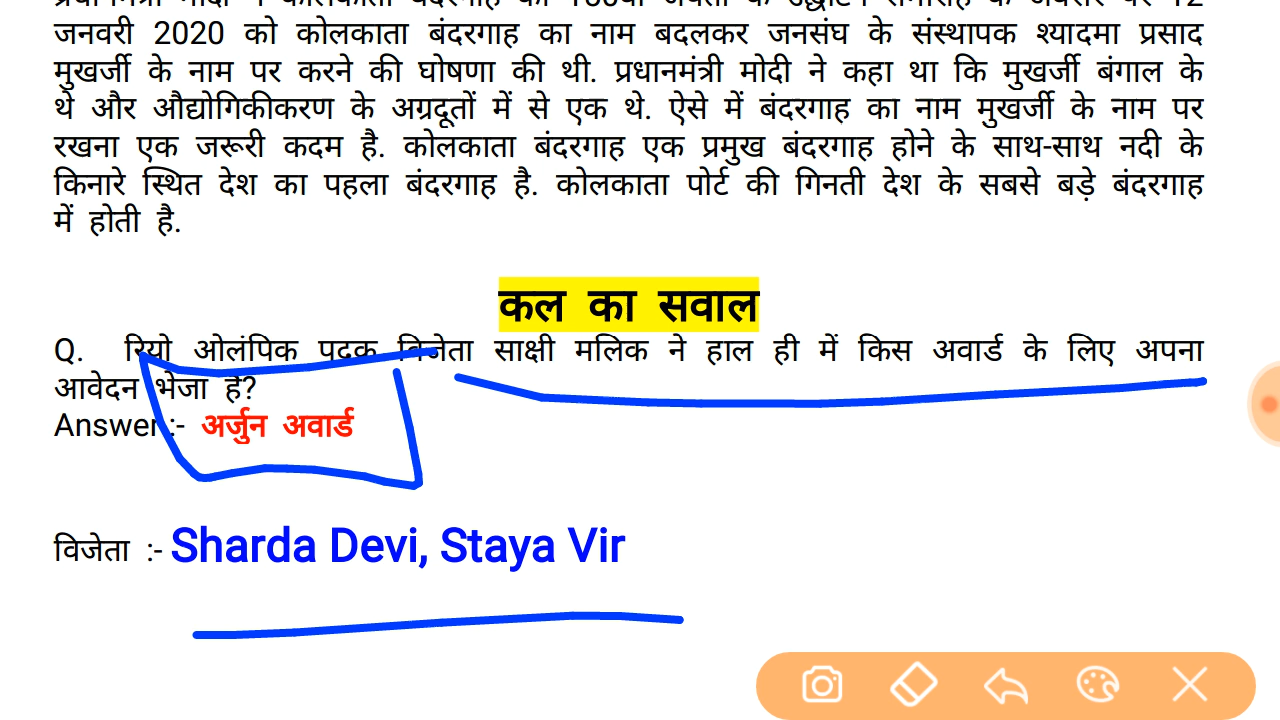 जनवरी 2020 को कोलकाता बंदरगाह का नाम बदलकर जनसंघ के संस्थापक श्यादमा प्रसाद
मुखर्जी के नाम पर करने की घोषणा की थी. प्रधानमंत्री मोदी ने कहा था कि मुखर्जी बंगाल के
थे और औद्योगिकीकरण के अग्रदूतों में से एक थे. ऐसे में बंदरगाह का नाम मुखर्जी के नाम पर
रखना एक जरूरी कदम है. कोलकाता बंदरगाह एक प्रमुख बंदरगाह होने के साथ-साथ नदी के
किनारे स्थित देश का पहला बंदरगाह है. कोलकाता पोर्ट की गिनती देश के सबसे बड़े बंदरगाह
में होती है.
कल का सवाल
Q. रियो ओलंपिक पदक विजेता साक्षी मलिक ने हाल ही में किस अवार्ड के लिए अपना
आवेदन भेजा है?
Answer:- अर्जुन अवार्ड
विजेता :- Sharda Devi, Staya Vir